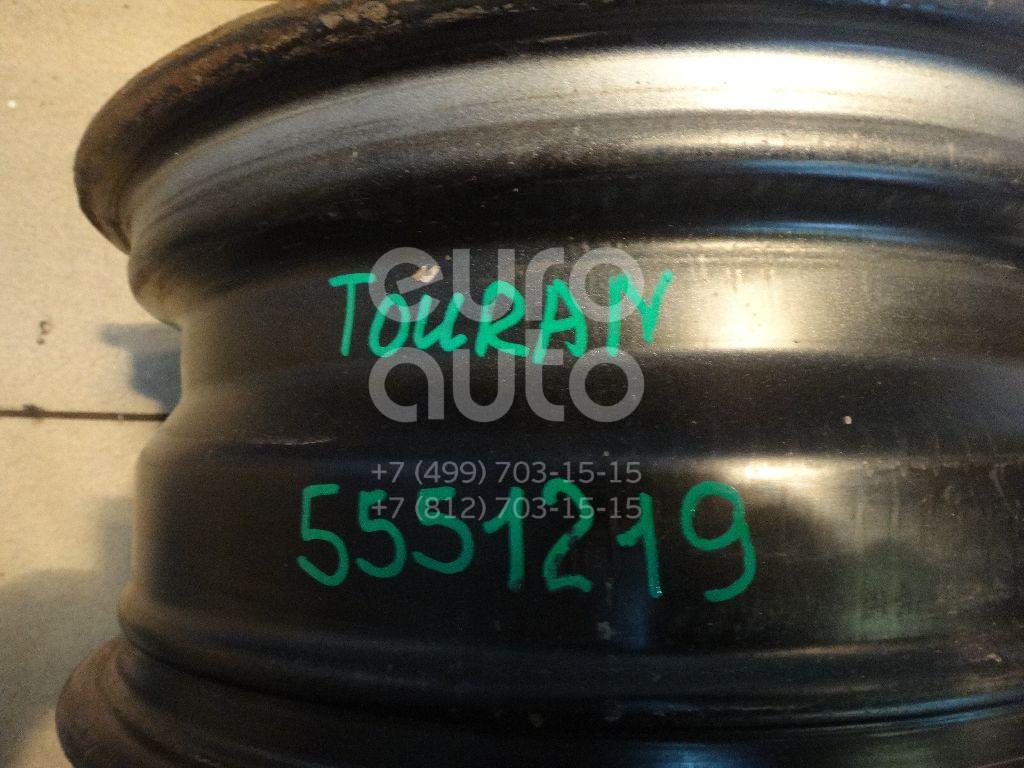 TOURAN
euro
auto
+7 (499) 703-15-15
+7 (812) 703-15-15
5551219